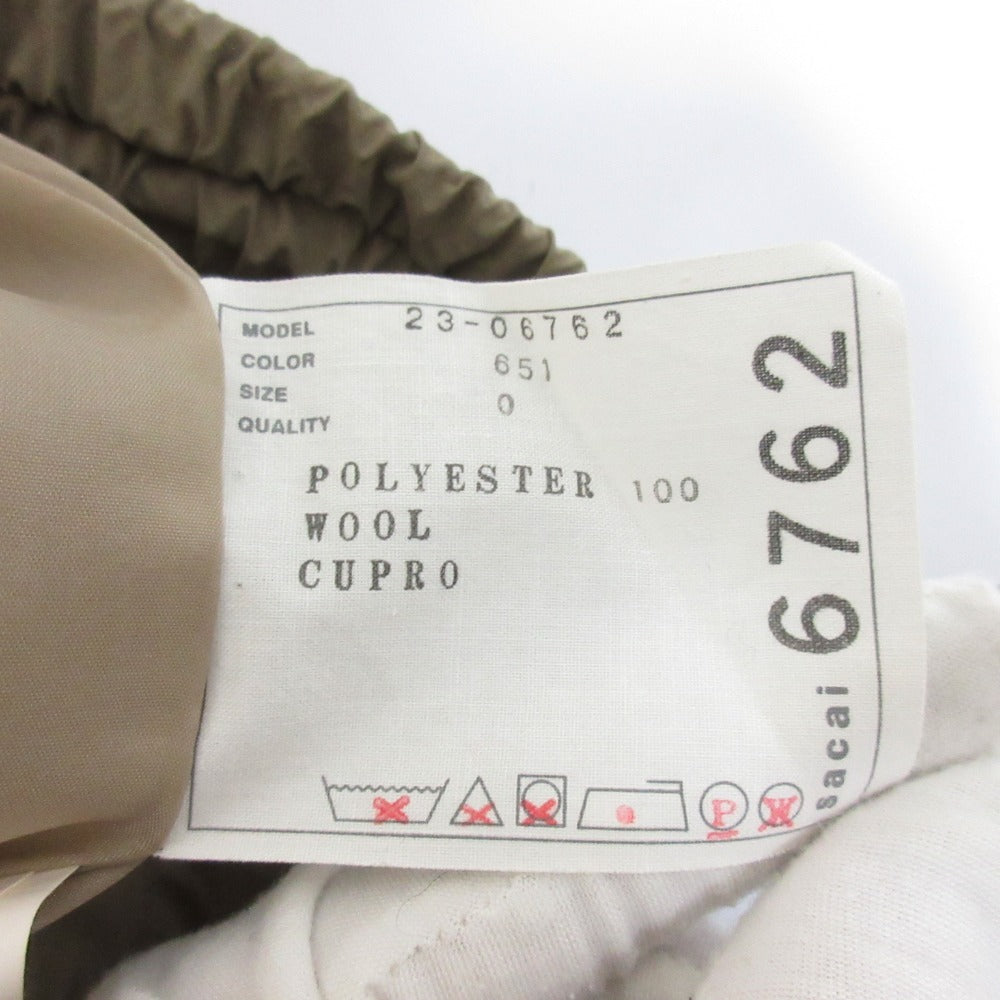 MODEL 23-06762
COLOR 651
SIZE 0
QUALITY
POLYESTER 100
WOOL
CUPRO
P W
sacai 6762